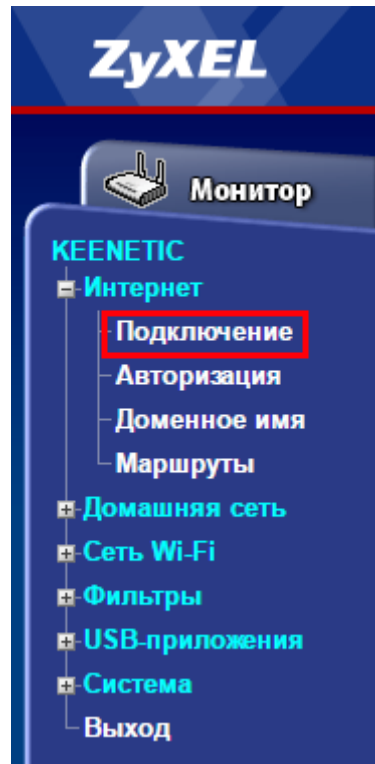 ZyXEL
Монитор
KEENETIC
Интернет
Подключение
Авторизация
Доменное имя
Маршруты
Домашняя сеть
Сеть Wi-Fi
Фильтры
USB-приложения
Система
Выход